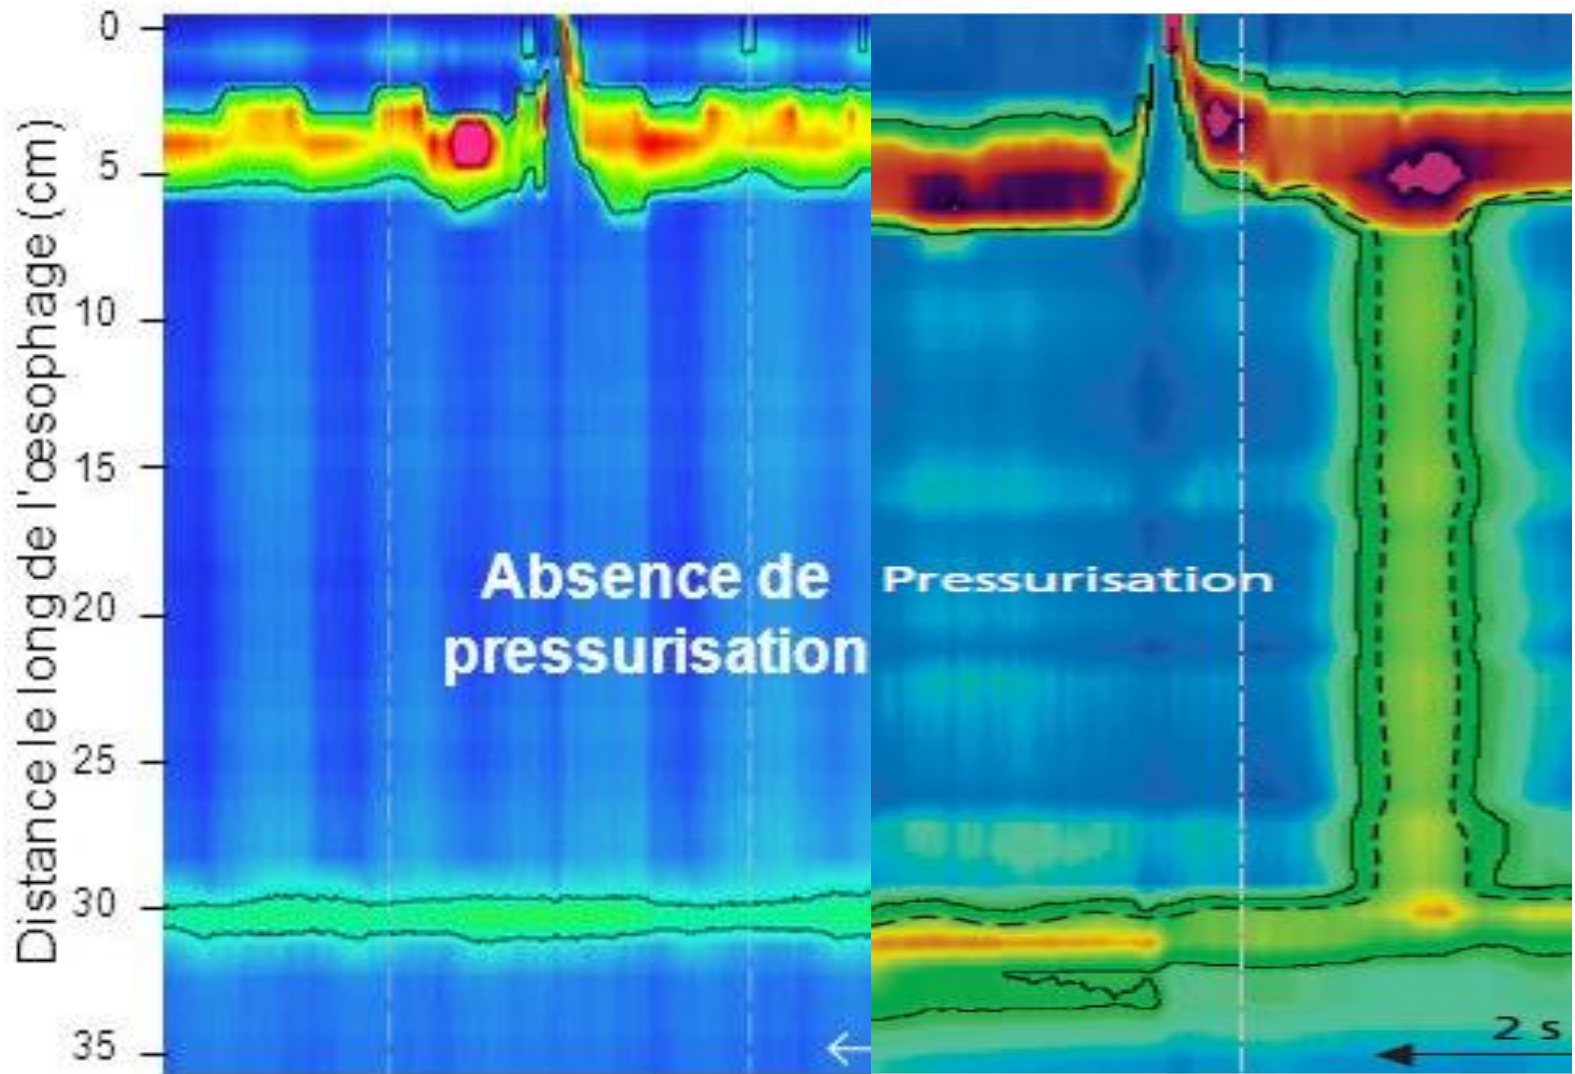 Distance le long de l'œsophage (cm)
0
5
10
15
20
25
30
35
Absence de
pressurisation
Pressurisation
2 s